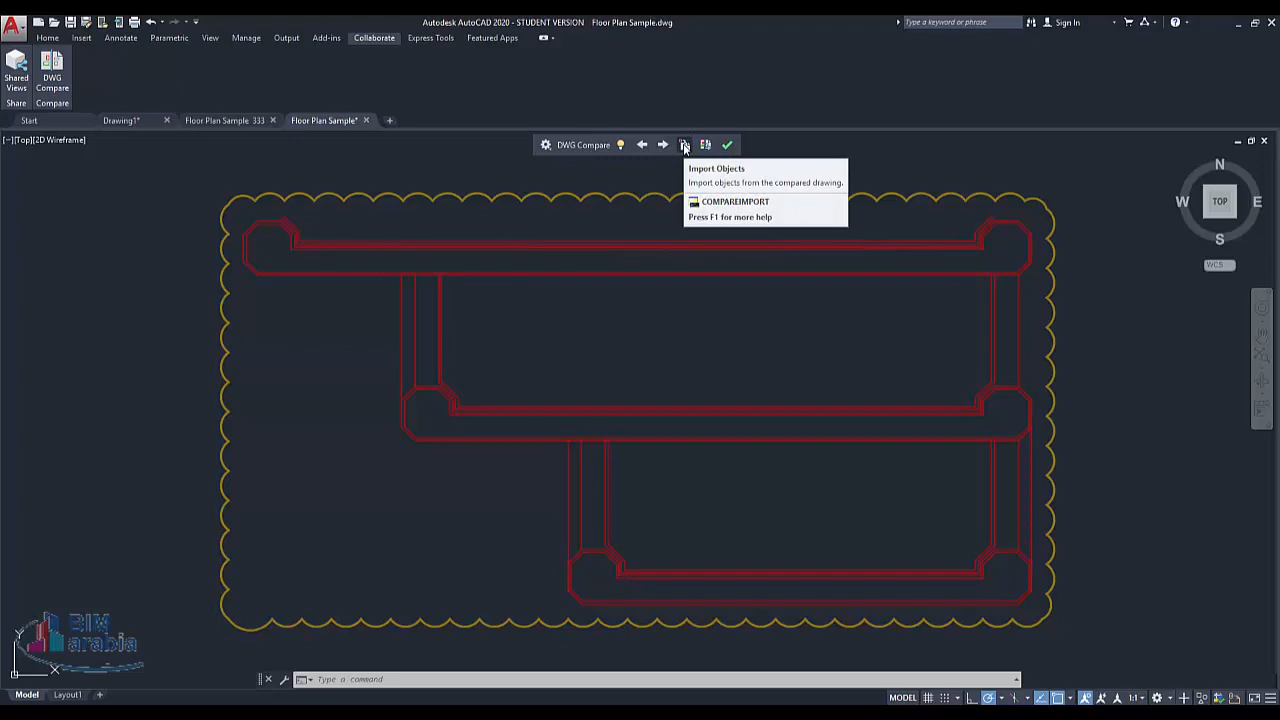 Autodesk AutoCAD 2020 - STUDENT VERSION Floor Plan Sample.dwg
Type a keyword or phrase
Sign In
Home Insert Annotate Parametric View Manage Output Add-ins Collaborate Express Tools Featured Apps
Shared Views
DWG Compare
Share Compare
Start Drawing1* Floor Plan Sample 333 Floor Plan Sample*
[−][Top][2D Wireframe]
DWG Compare
Import Objects
Import objects from the compared drawing.
COMPAREIMPORT
Press F1 for more help
N
W TOP E
S
WCS
BIM
arabia
Y
X
Type a command
Model Layout1
MODEL
1:1